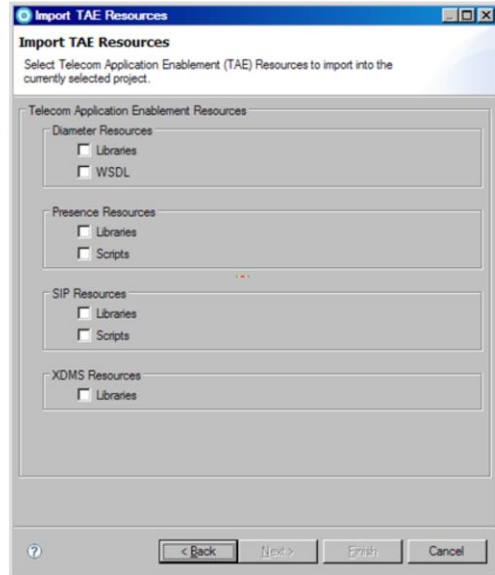 Import TAE Resources
Import TAE Resources
Select Telecom Application Enablement (TAE) Resources to import into the
currently selected project.
Telecom Application Enablement Resources
Diameter Resources
Libraries
WSDL
Presence Resources
Libraries
Scripts
SIP Resources
Libraries
Scripts
XDMS Resources
Libraries
? < Back Next > Finish Cancel